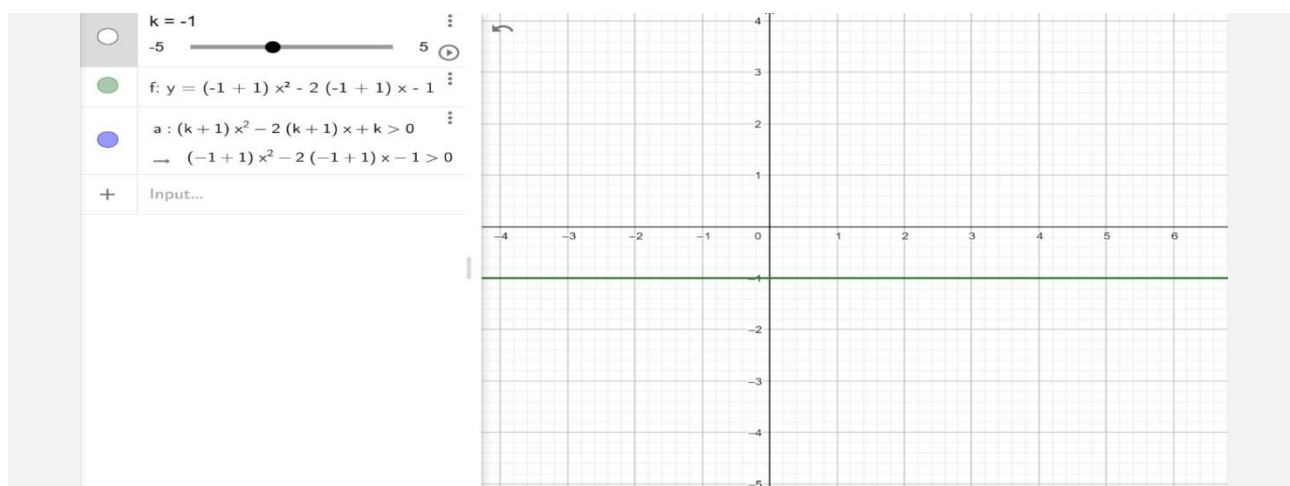 k = -1
-5 5
f: y = (-1 + 1) x² - 2 (-1 + 1) x - 1
a : (k + 1) x² − 2 (k + 1) x + k > 0
→ (−1 + 1) x² − 2 (−1 + 1) x − 1 > 0
+ Input...
4
3
2
1
−4 −3 −2 −1 0 1 2 3 4 5 6
−1
−2
−3
−4
−5